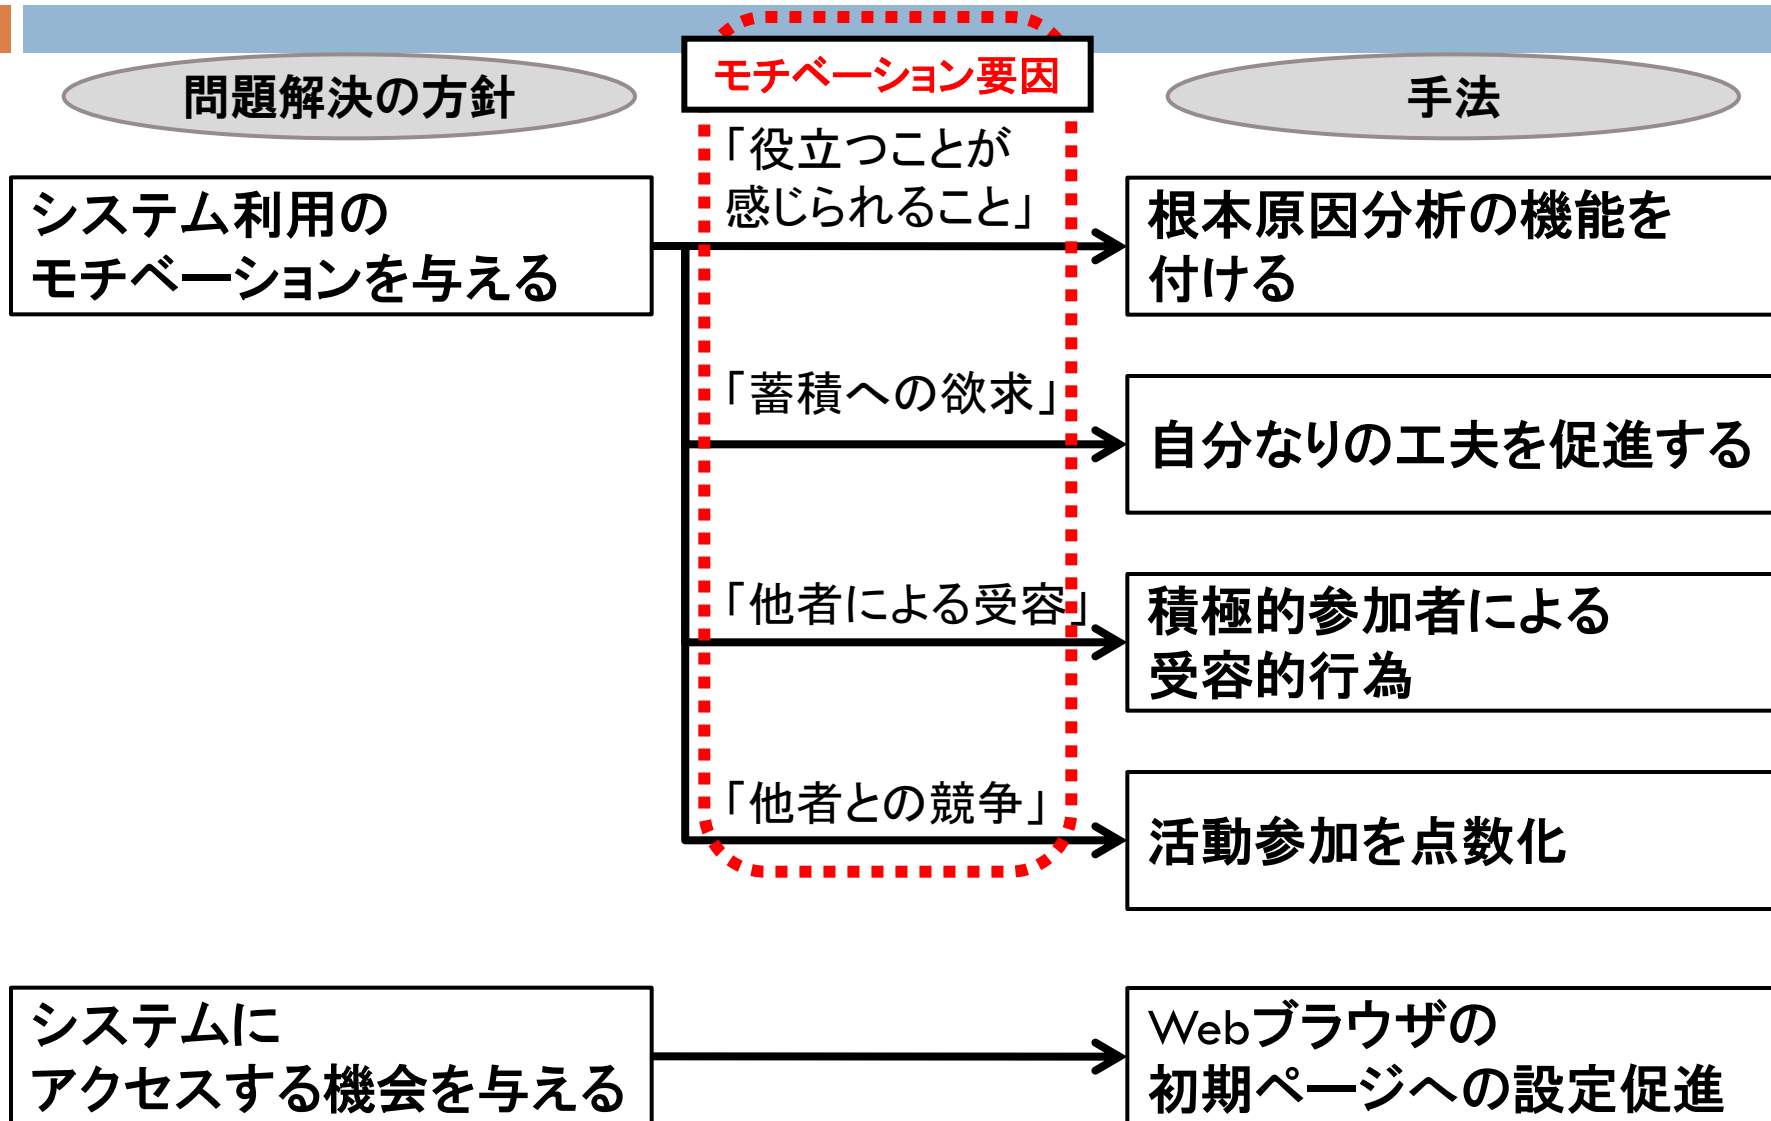 問題解決の方針
モチベーション要因
手法
システム利用の
モチベーションを与える
「役立つことが
感じられること」
根本原因分析の機能を
付ける
「蓄積への欲求」
自分なりの工夫を促進する
「他者による受容」
積極的参加者による
受容的行為
「他者との競争」
活動参加を点数化
システムに
アクセスする機会を与える
Webブラウザの
初期ページへの設定促進